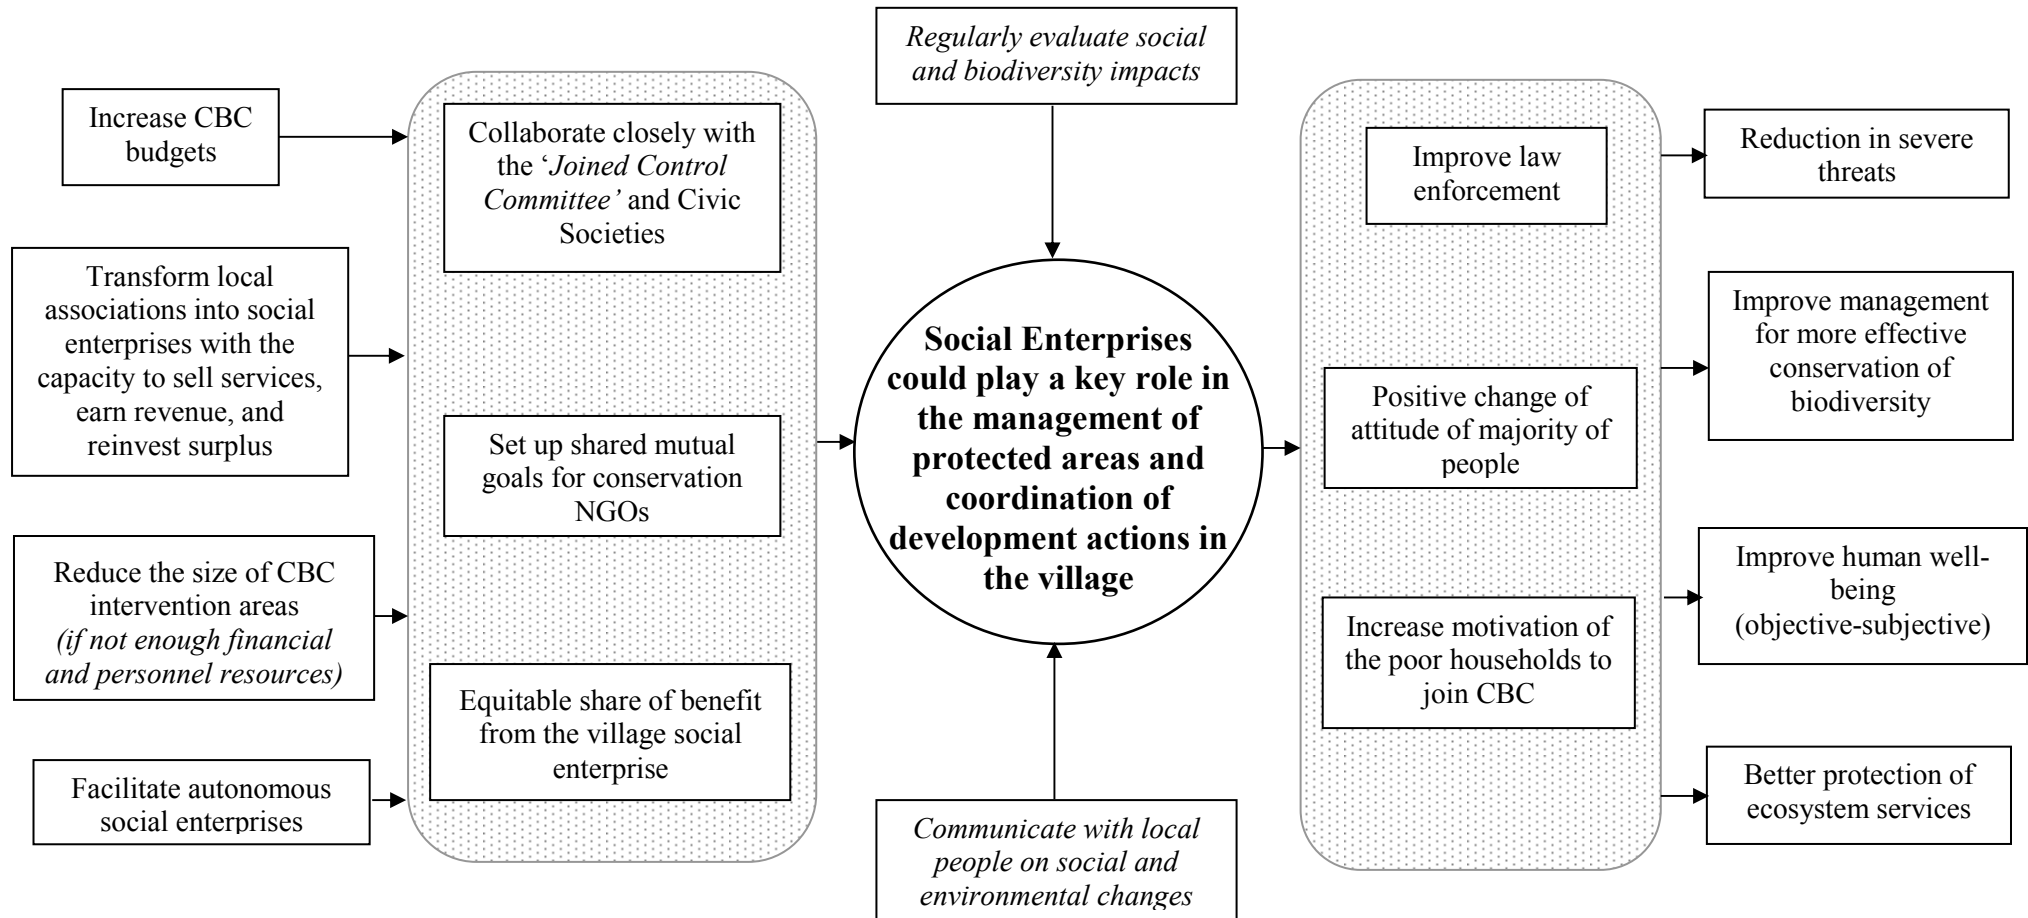 Increase CBC
budgets
Transform local
associations into social
enterprises with the
capacity to sell services,
earn revenue, and
reinvest surplus
Reduce the size of CBC
intervention areas
(if not enough financial
and personnel resources)
Facilitate autonomous
social enterprises
Collaborate closely with
the ‘Joined Control
Committee’ and Civic
Societies
Set up shared mutual
goals for conservation
NGOs
Equitable share of benefit
from the village social
enterprise
Regularly evaluate social
and biodiversity impacts
Social Enterprises
could play a key role in
the management of
protected areas and
coordination of
development actions in
the village
Communicate with local
people on social and
environmental changes
Improve law
enforcement
Positive change of
attitude of majority of
people
Increase motivation of
the poor households to
join CBC
Reduction in severe
threats
Improve management
for more effective
conservation of
biodiversity
Improve human well-
being
(objective-subjective)
Better protection of
ecosystem services